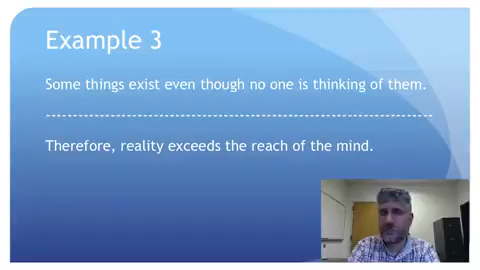 Example 3
Some things exist even though no one is thinking of them.
Therefore, reality exceeds the reach of the mind.